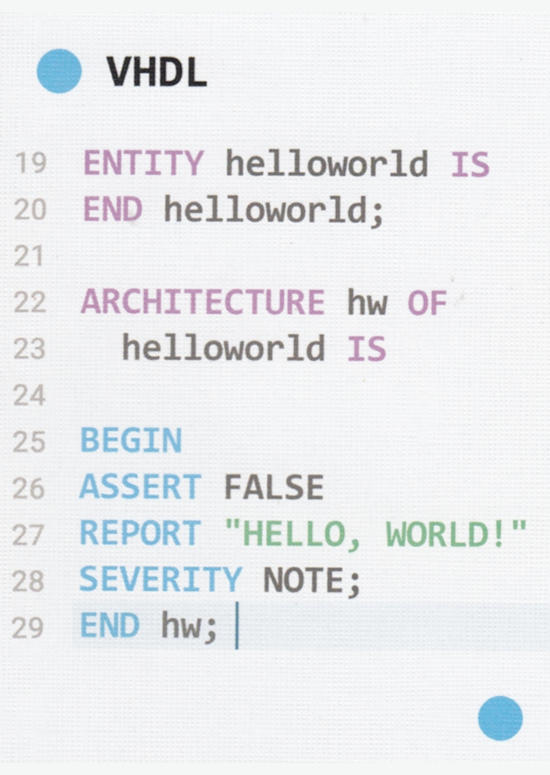 VHDL
19 ENTITY helloworld IS
20 END helloworld;
21
22 ARCHITECTURE hw OF
23 helloworld IS
24
25 BEGIN
26 ASSERT FALSE
27 REPORT "HELLO, WORLD!"
28 SEVERITY NOTE;
29 END hw;